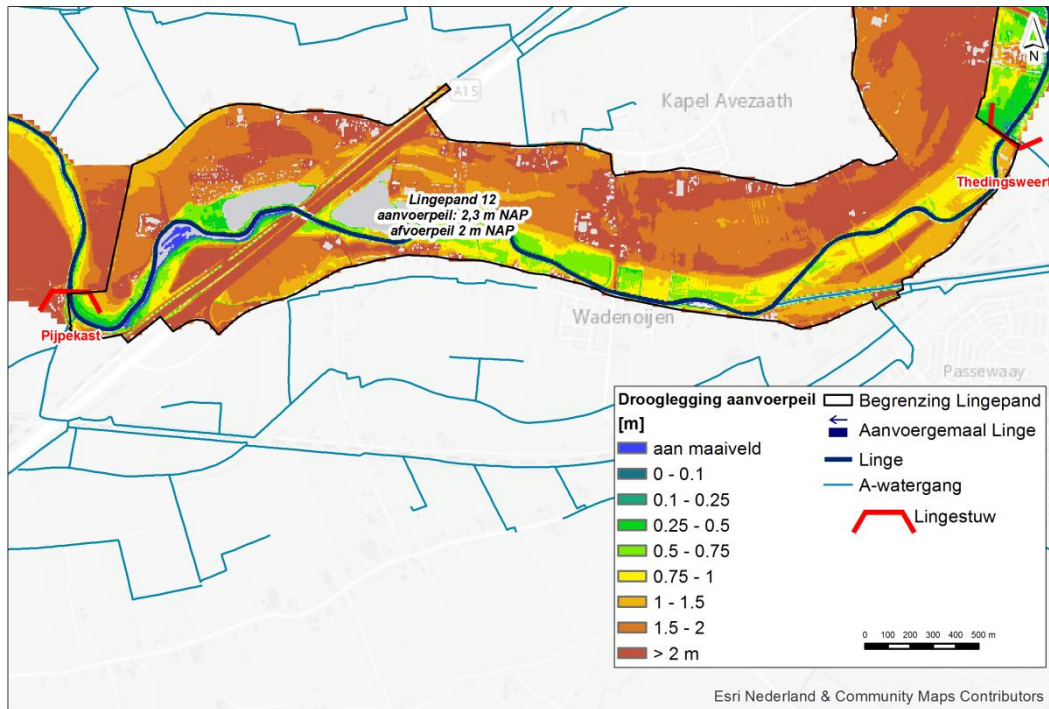 A15
Kapel Avezaath
N
Thedingsweert
Lingepand 12
aanvoerpeil: 2,3 m NAP
afvoerpeil 2 m NAP
Pijpekast
Wadenoijen
Passewaay
Drooglegging aanvoerpeil
[m]
aan maaiveld
0 - 0.1
0.1 - 0.25
0.25 - 0.5
0.5 - 0.75
0.75 - 1
1 - 1.5
1.5 - 2
> 2 m
Begrenzing Lingepand
Aanvoergemaal Linge
Linge
A-watergang
Lingestuw
0 100 200 300 400 500 m
Esri Nederland & Community Maps Contributors